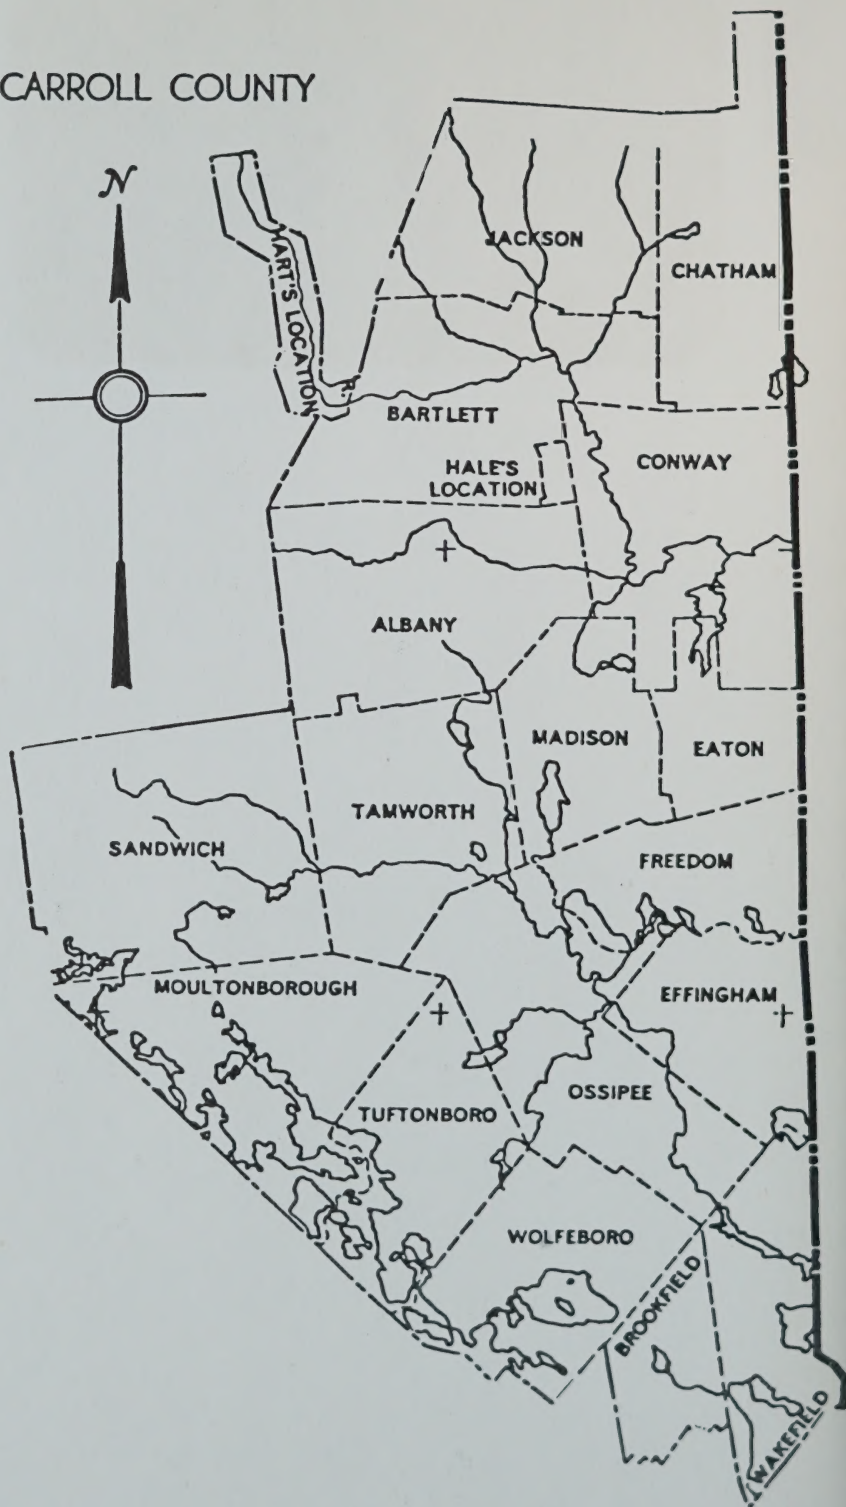 CARROLL COUNTY
N
HART'S LOCATION
JACKSON
CHATHAM
BARTLETT
HALE'S
LOCATION
CONWAY
ALBANY
MADISON
EATON
TAMWORTH
SANDWICH
FREEDOM
MOULTONBOROUGH
EFFINGHAM
OSSIPEE
TUFTONBORO
WOLFEBORO
BROOKFIELD
WAKEFIELD